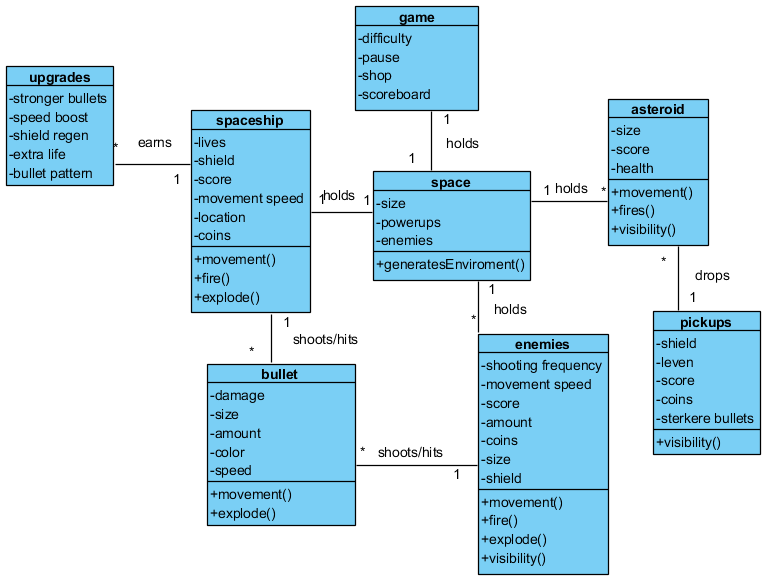 game
-difficulty
-pause
-shop
-scoreboard
1
holds
1
upgrades
-stronger bullets
-speed boost
-shield regen
-extra life
-bullet pattern
*
earns
1
spaceship
-lives
-shield
-score
-movement speed
-location
-coins
+movement()
+fire()
+explode()
1
holds
1
space
-size
-powerups
-enemies
+generatesEnviroment()
1
holds
*
asteroid
-size
-score
-health
+movement()
+fires()
+visibility()
*
drops
1
pickups
-shield
-leven
-score
-coins
-sterkere bullets
+visibility()
1
holds
*
1
shoots/hits
*
bullet
-damage
-size
-amount
-color
-speed
+movement()
+explode()
*
shoots/hits
1
enemies
-shooting frequency
-movement speed
-score
-amount
-coins
-size
-shield
+movement()
+fire()
+explode()
+visibility()